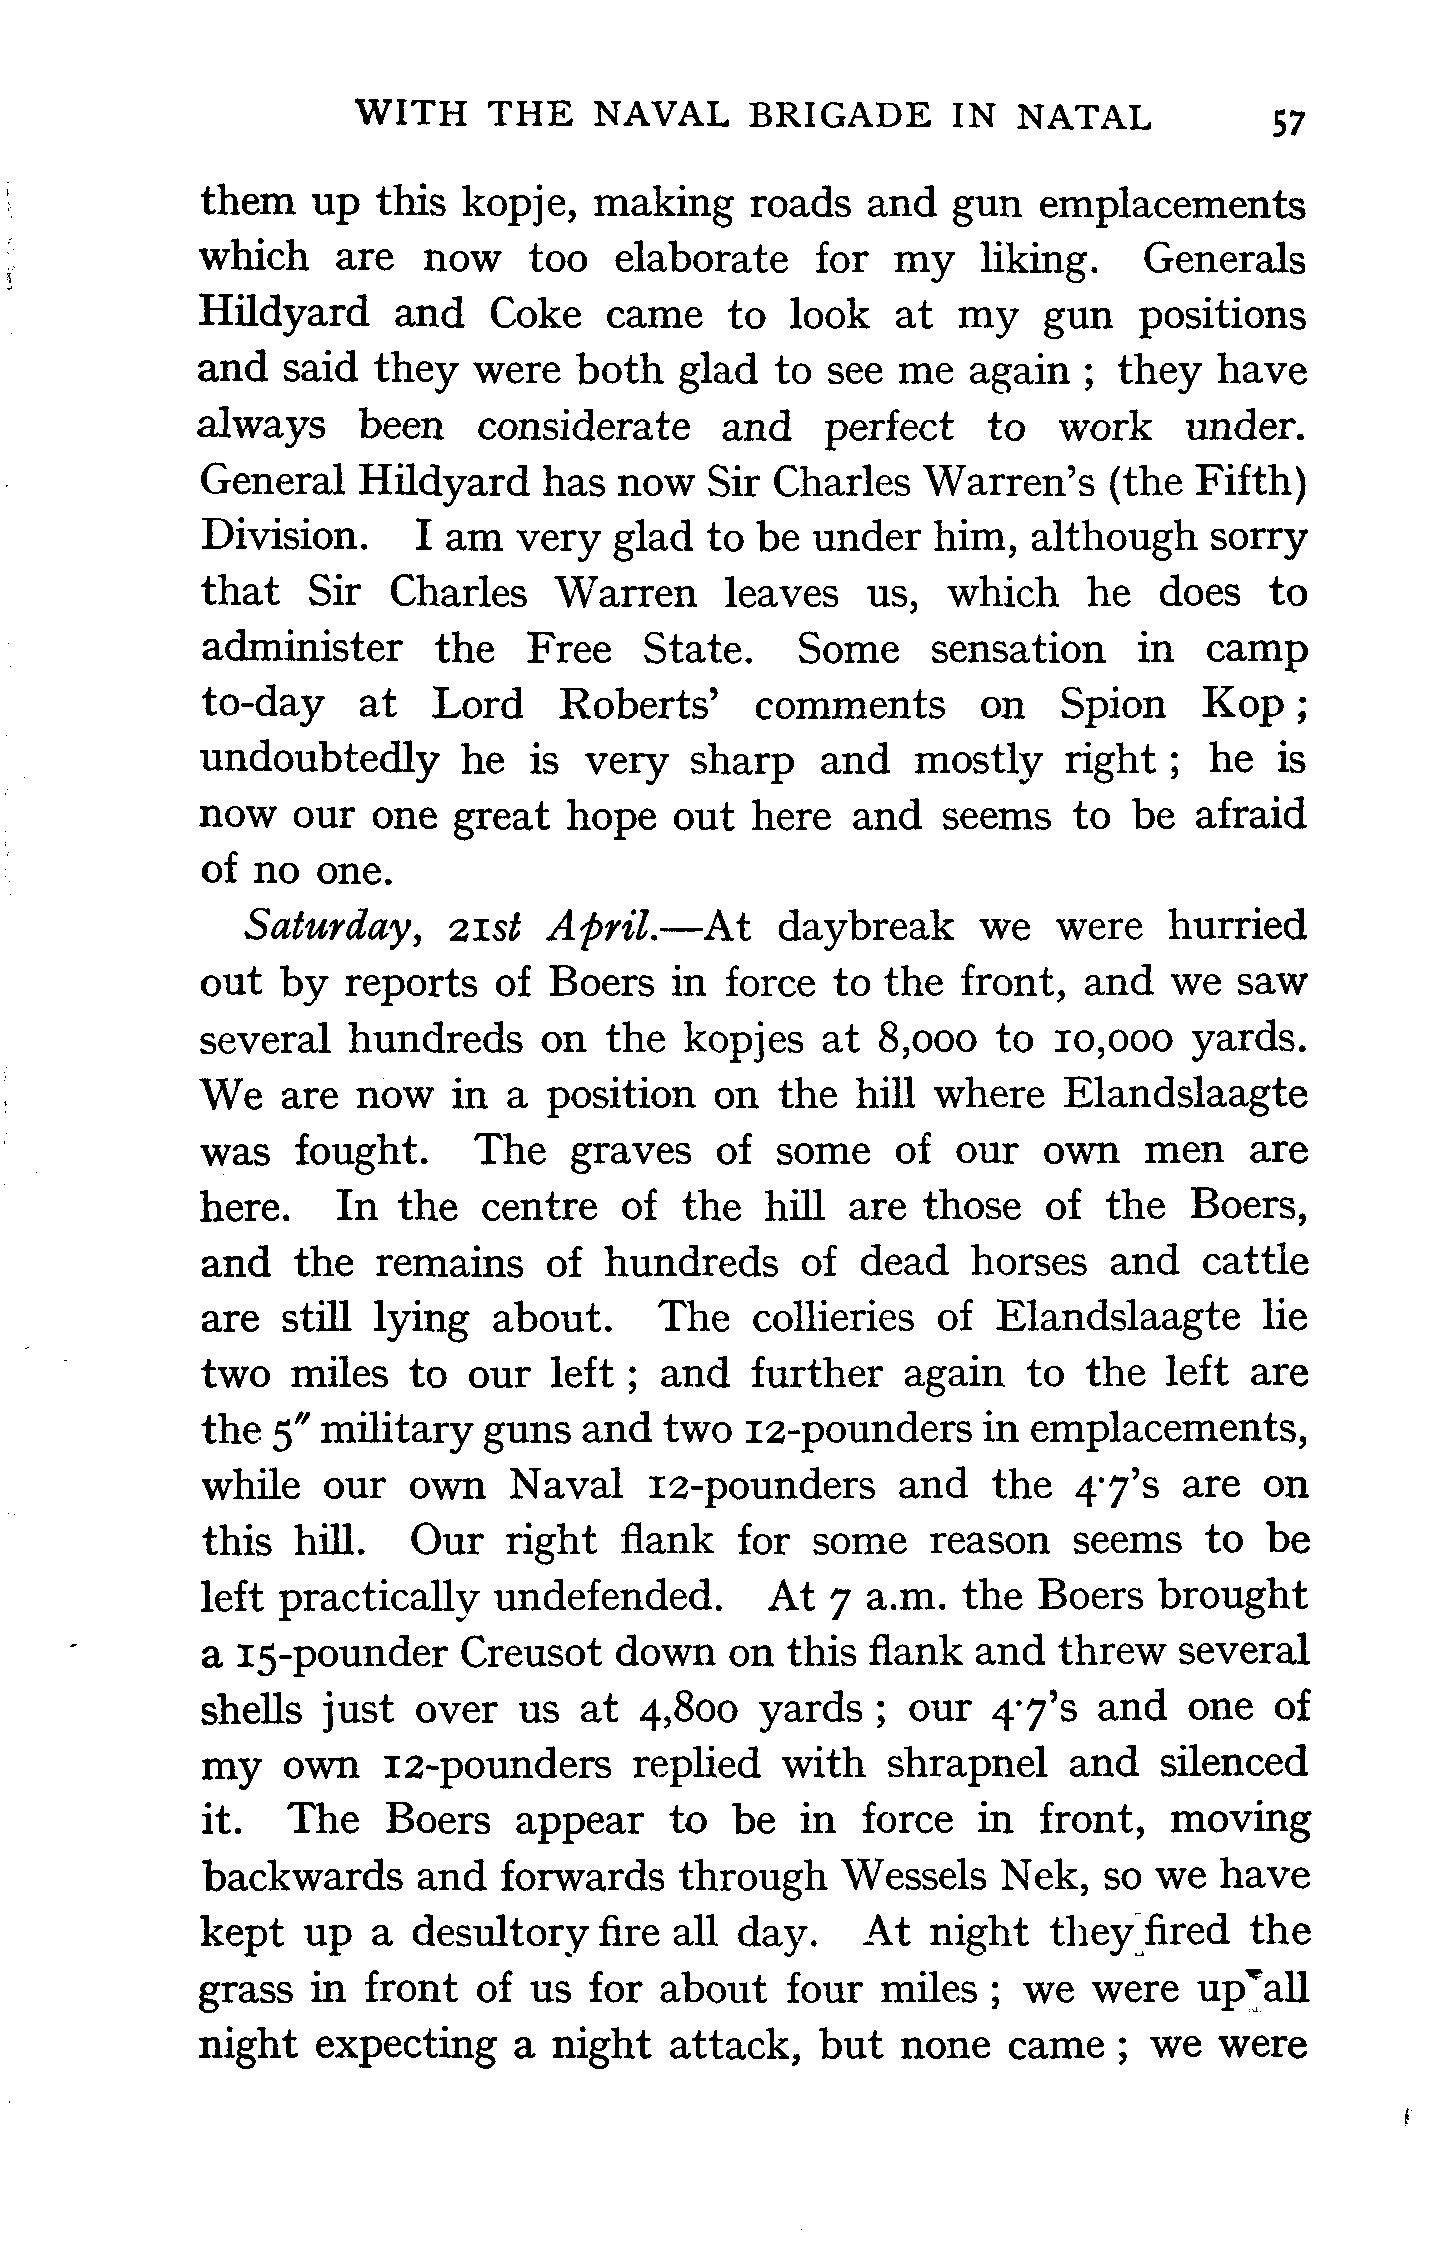 WITH THE NAVAL BRIGADE IN NATAL 57
them up this kopje, making roads and gun emplacements
which are now too elaborate for my liking. Generals
Hildyard and Coke came to look at my gun positions
and said they were both glad to see me again ; they have
always been considerate and perfect to work under.
General Hildyard has now Sir Charles Warren's (the Fifth)
Division. I am very glad to be under him, although sorry
that Sir Charles Warren leaves us, which he does to
administer the Free State. Some sensation in camp
to-day at Lord Roberts' comments on Spion Kop ;
undoubtedly he is very sharp and mostly right ; he is
now our one great hope out here and seems to be afraid
of no one.
Saturday, 21st April.—At daybreak we were hurried
out by reports of Boers in force to the front, and we saw
several hundreds on the kopjes at 8,000 to 10,000 yards.
We are now in a position on the hill where Elandslaagte
was fought. The graves of some of our own men are
here. In the centre of the hill are those of the Boers,
and the remains of hundreds of dead horses and cattle
are still lying about. The collieries of Elandslaagte lie
two miles to our left ; and further again to the left are
the 5″ military guns and two 12-pounders in emplacements,
while our own Naval 12-pounders and the 4·7's are on
this hill. Our right flank for some reason seems to be
left practically undefended. At 7 a.m. the Boers brought
a 15-pounder Creusot down on this flank and threw several
shells just over us at 4,800 yards ; our 4·7's and one of
my own 12-pounders replied with shrapnel and silenced
it. The Boers appear to be in force in front, moving
backwards and forwards through Wessels Nek, so we have
kept up a desultory fire all day. At night they fired the
grass in front of us for about four miles ; we were up all
night expecting a night attack, but none came ; we were